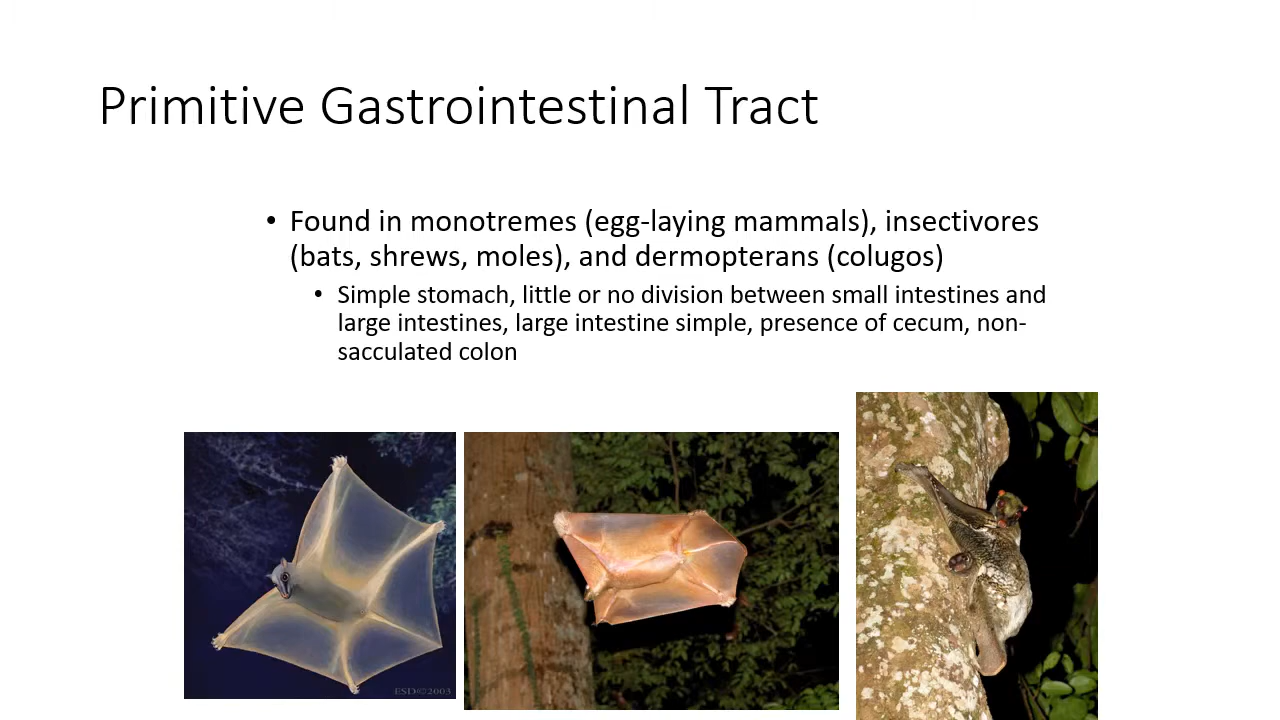 Primitive Gastrointestinal Tract
• Found in monotremes (egg-laying mammals), insectivores
(bats, shrews, moles), and dermopterans (colugos)
• Simple stomach, little or no division between small intestines and
large intestines, large intestine simple, presence of cecum, non-
sacculated colon
ESD©2003